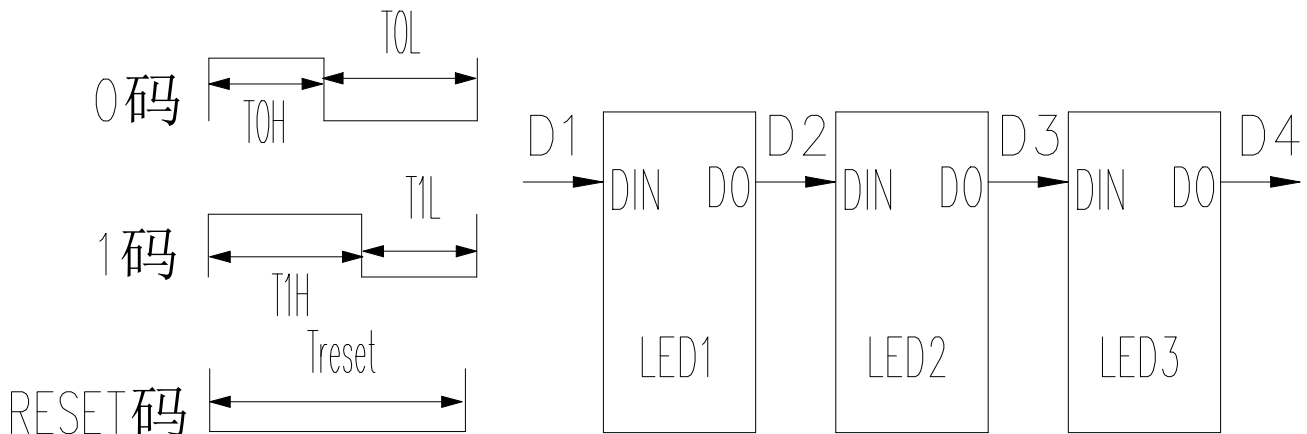 T0L
0码
T0H
T1L
1码
T1H
Treset
RESET码
D1 D2 D3 D4
DIN DO DIN DO DIN DO
LED1 LED2 LED3